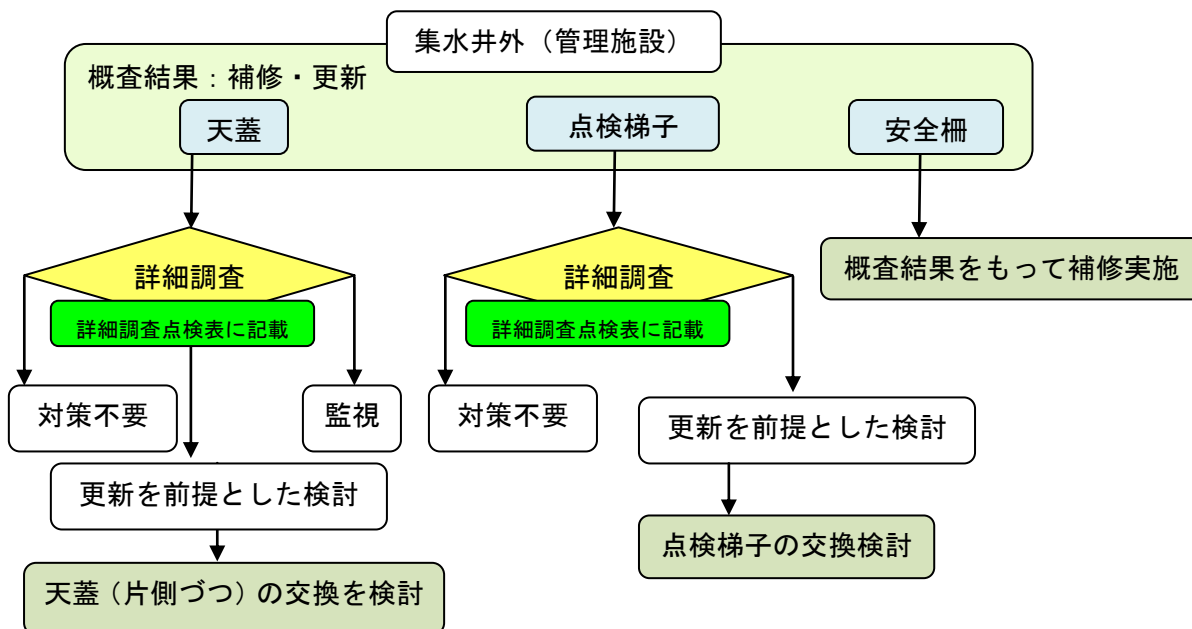 集水井外（管理施設）
概査結果：補修・更新
天蓋
点検梯子
安全柵
詳細調査
詳細調査点検表に記載
対策不要
監視
更新を前提とした検討
天蓋（片側づつ）の交換を検討
詳細調査
詳細調査点検表に記載
対策不要
更新を前提とした検討
点検梯子の交換検討
概査結果をもって補修実施